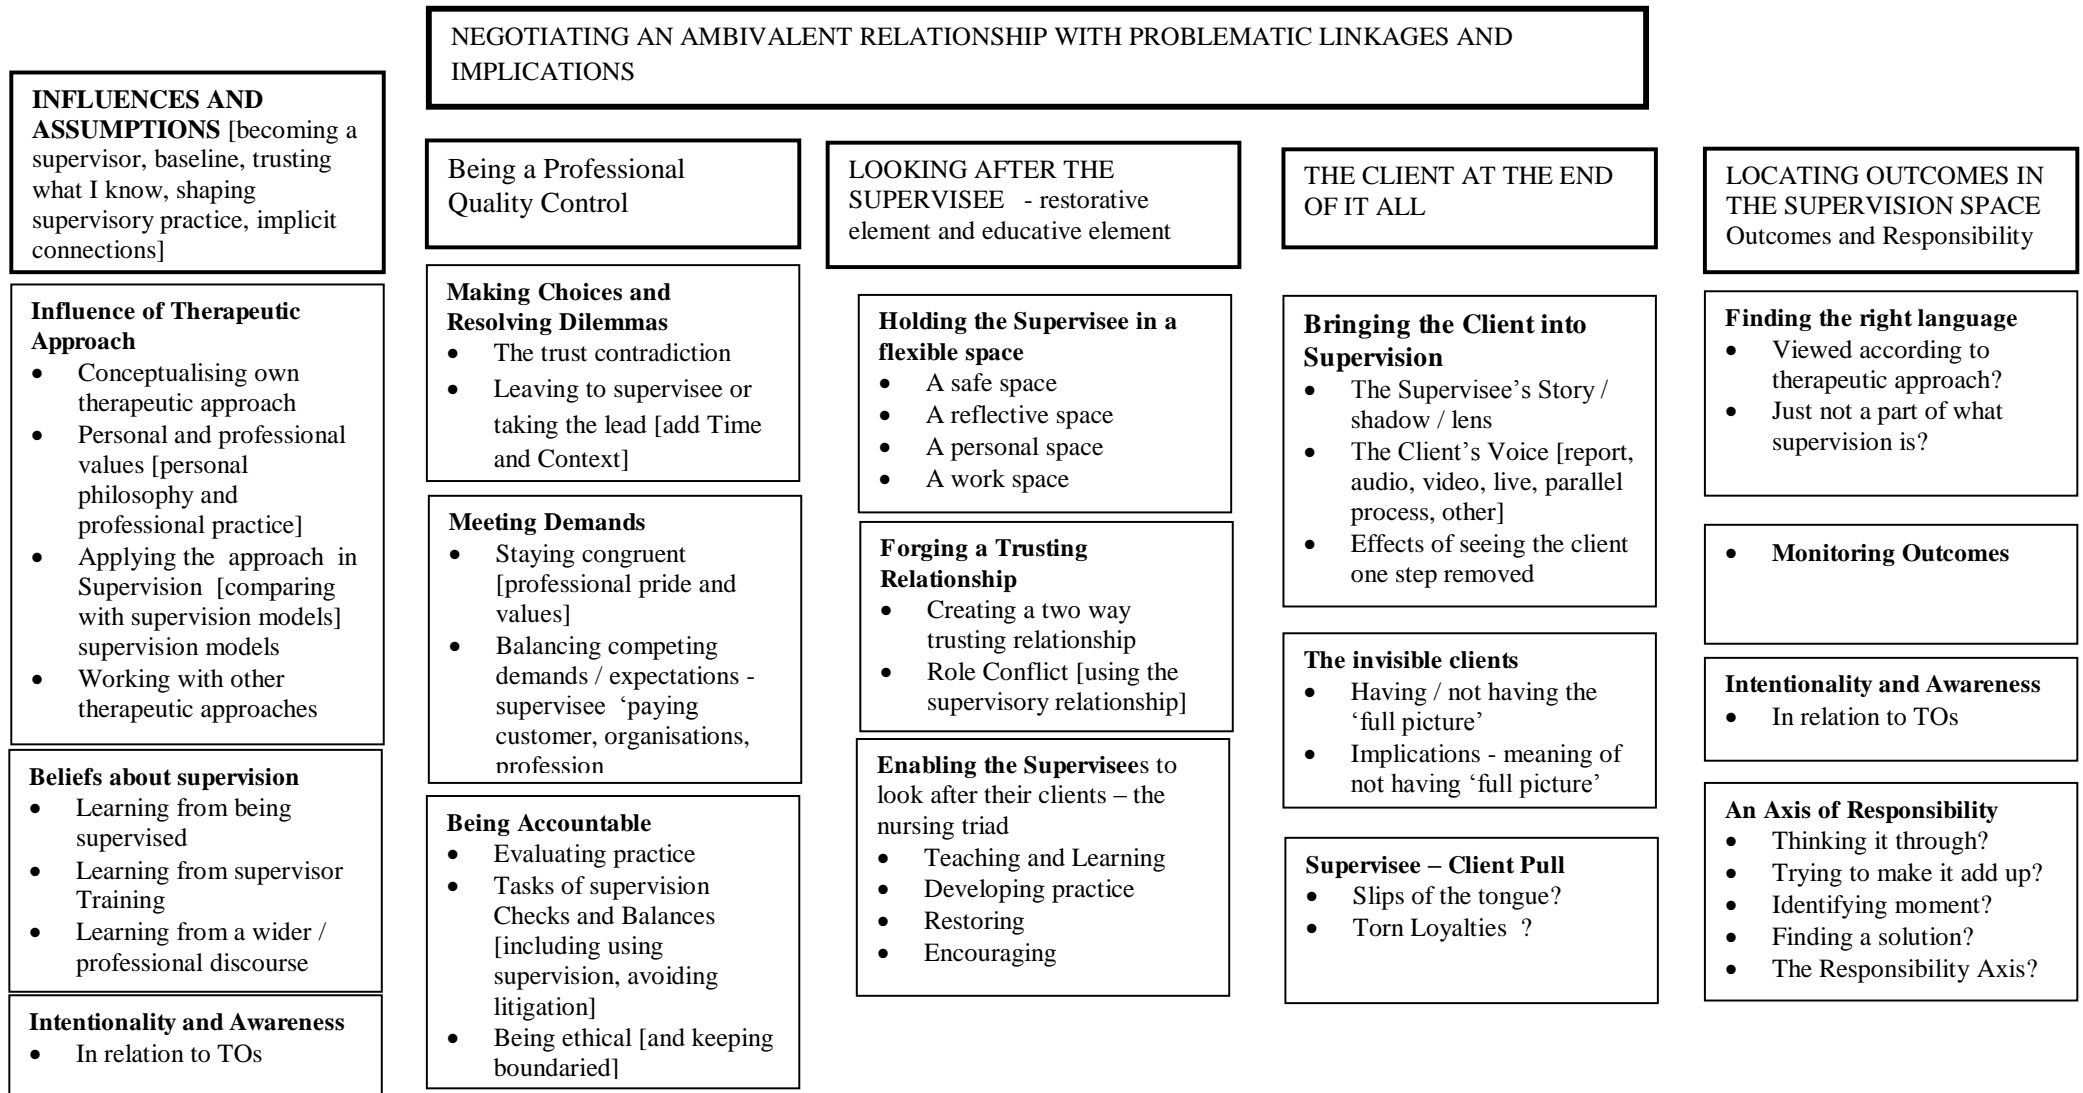 NEGOTIATING AN AMBIVALENT RELATIONSHIP WITH PROBLEMATIC LINKAGES AND
IMPLICATIONS
INFLUENCES AND
ASSUMPTIONS [becoming a
supervisor, baseline, trusting
what I know, shaping
supervisory practice, implicit
connections]
Influence of Therapeutic
Approach
• Conceptualising own
therapeutic approach
• Personal and professional
values [personal
philosophy and
professional practice]
• Applying the approach in
Supervision [comparing
with supervision models]
supervision models
• Working with other
therapeutic approaches
Beliefs about supervision
• Learning from being
supervised
• Learning from supervisor
Training
• Learning from a wider /
professional discourse
Intentionality and Awareness
• In relation to TOs
Being a Professional
Quality Control
Making Choices and
Resolving Dilemmas
• The trust contradiction
• Leaving to supervisee or
taking the lead [add Time
and Context]
Meeting Demands
• Staying congruent
[professional pride and
values]
• Balancing competing
demands / expectations -
supervisee ‘paying
customer, organisations,
profession
Being Accountable
• Evaluating practice
• Tasks of supervision
Checks and Balances
[including using
supervision, avoiding
litigation]
• Being ethical [and keeping
boundaried]
LOOKING AFTER THE
SUPERVISEE - restorative
element and educative element
Holding the Supervisee in a
flexible space
• A safe space
• A reflective space
• A personal space
• A work space
Forging a Trusting
Relationship
• Creating a two way
trusting relationship
• Role Conflict [using the
supervisory relationship]
Enabling the Supervisees to
look after their clients – the
nursing triad
• Teaching and Learning
• Developing practice
• Restoring
• Encouraging
THE CLIENT AT THE END
OF IT ALL
Bringing the Client into
Supervision
• The Supervisee’s Story /
shadow / lens
• The Client’s Voice [report,
audio, video, live, parallel
process, other]
• Effects of seeing the client
one step removed
The invisible clients
• Having / not having the
‘full picture’
• Implications - meaning of
not having ‘full picture’
Supervisee – Client Pull
• Slips of the tongue?
• Torn Loyalties ?
LOCATING OUTCOMES IN
THE SUPERVISION SPACE
Outcomes and Responsibility
Finding the right language
• Viewed according to
therapeutic approach?
• Just not a part of what
supervision is?
• Monitoring Outcomes
Intentionality and Awareness
• In relation to TOs
An Axis of Responsibility
• Thinking it through?
• Trying to make it add up?
• Identifying moment?
• Finding a solution?
• The Responsibility Axis?